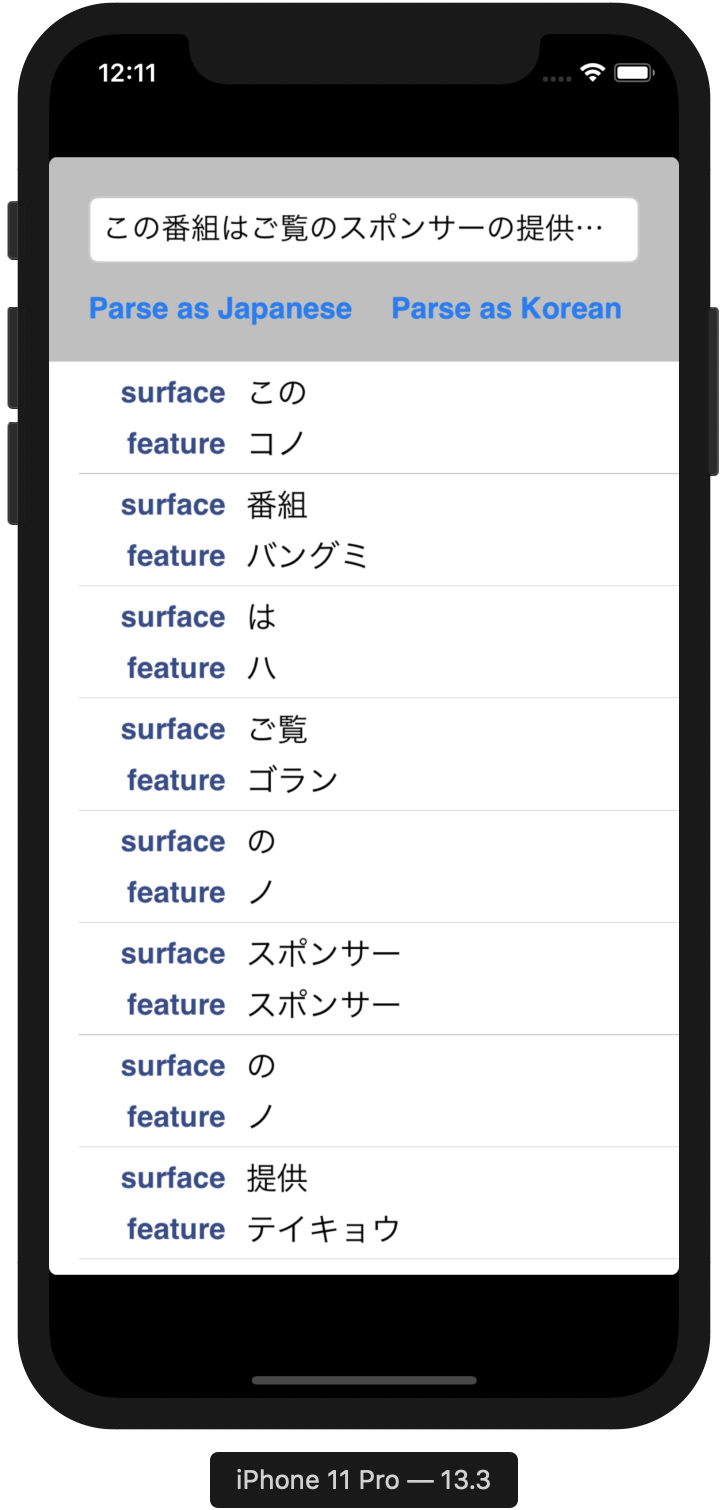 12:11
この番組はご覧のスポンサーの提供…
Parse as Japanese Parse as Korean
surface この
feature コノ
surface 番組
feature バングミ
surface は
feature ハ
surface ご覧
feature ゴラン
surface の
feature ノ
surface スポンサー
feature スポンサー
surface の
feature ノ
surface 提供
feature テイキョウ
iPhone 11 Pro — 13.3